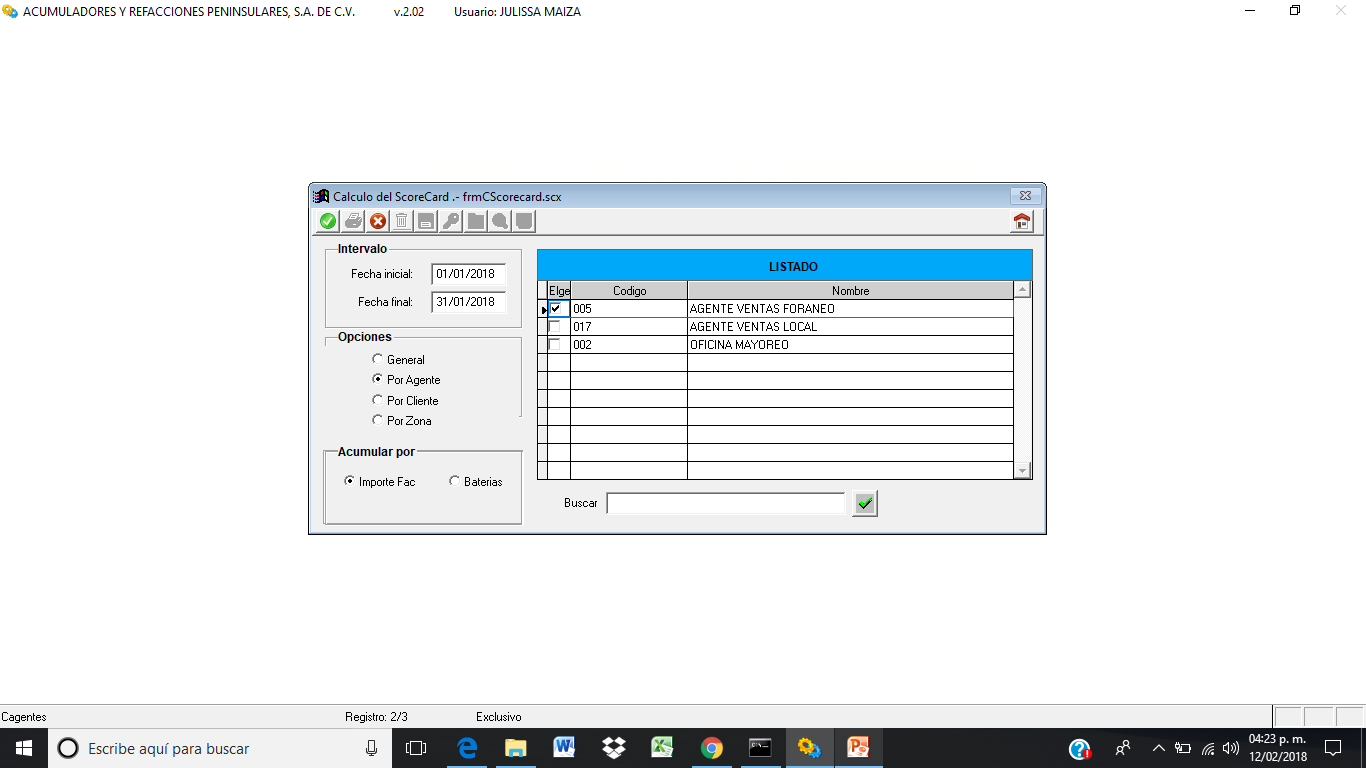 ACUMULADORES Y REFACCIONES PENINSULARES, S.A. DE C.V. v.2.02 Usuario: JULISSA MAIZA
Calculo del ScoreCard .- frmCScorecard.scx
Intervalo
Fecha inicial: 01/01/2018
Fecha final: 31/01/2018
Opciones
General
Por Agente
Por Cliente
Por Zona
Acumular por
Importe Fac Baterias
LISTADO
Elge Codigo Nombre
005 AGENTE VENTAS FORANEO
017 AGENTE VENTAS LOCAL
002 OFICINA MAYOREO
Buscar
Cagentes Registro: 2/3 Exclusivo
Escribe aquí para buscar
04:23 p. m.
12/02/2018